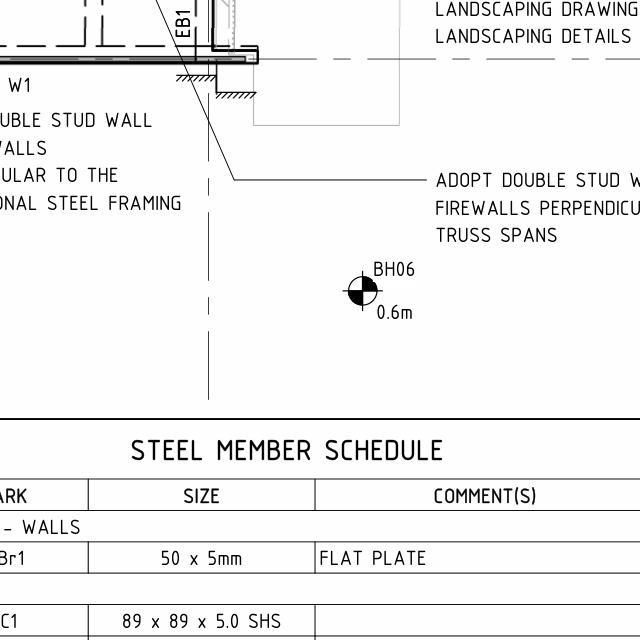 LANDSCAPING DRAWING
LANDSCAPING DETAILS
EB1
W1
UBLE STUD WALL
WALLS
ULAR TO THE
ONAL STEEL FRAMING
ADOPT DOUBLE STUD W
FIREWALLS PERPENDICU
TRUSS SPANS
BH06
0.6m
STEEL MEMBER SCHEDULE
ARK SIZE COMMENT(S)
- WALLS
Br1 50 x 5mm FLAT PLATE
C1 89 x 89 x 5.0 SHS